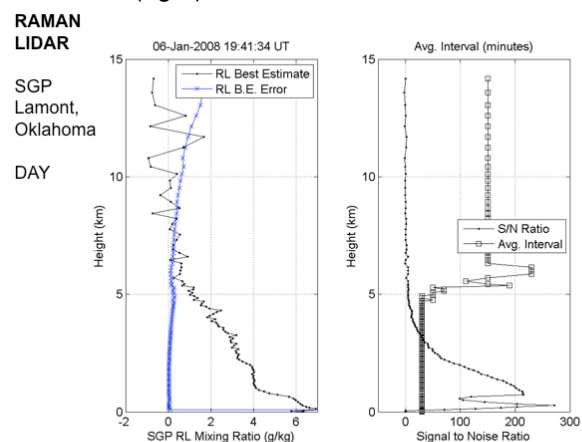 RAMAN
LIDAR
SGP
Lamont,
Oklahoma
DAY
06-Jan-2008 19:41:34 UT
RL Best Estimate
RL B.E. Error
15
10
5
0
Height (km)
-2 0 2 4 6
SGP RL Mixing Ratio (g/kg)
Avg. Interval (minutes)
S/N Ratio
Avg. Interval
15
10
5
0
Height (km)
0 100 200 300
Signal to Noise Ratio